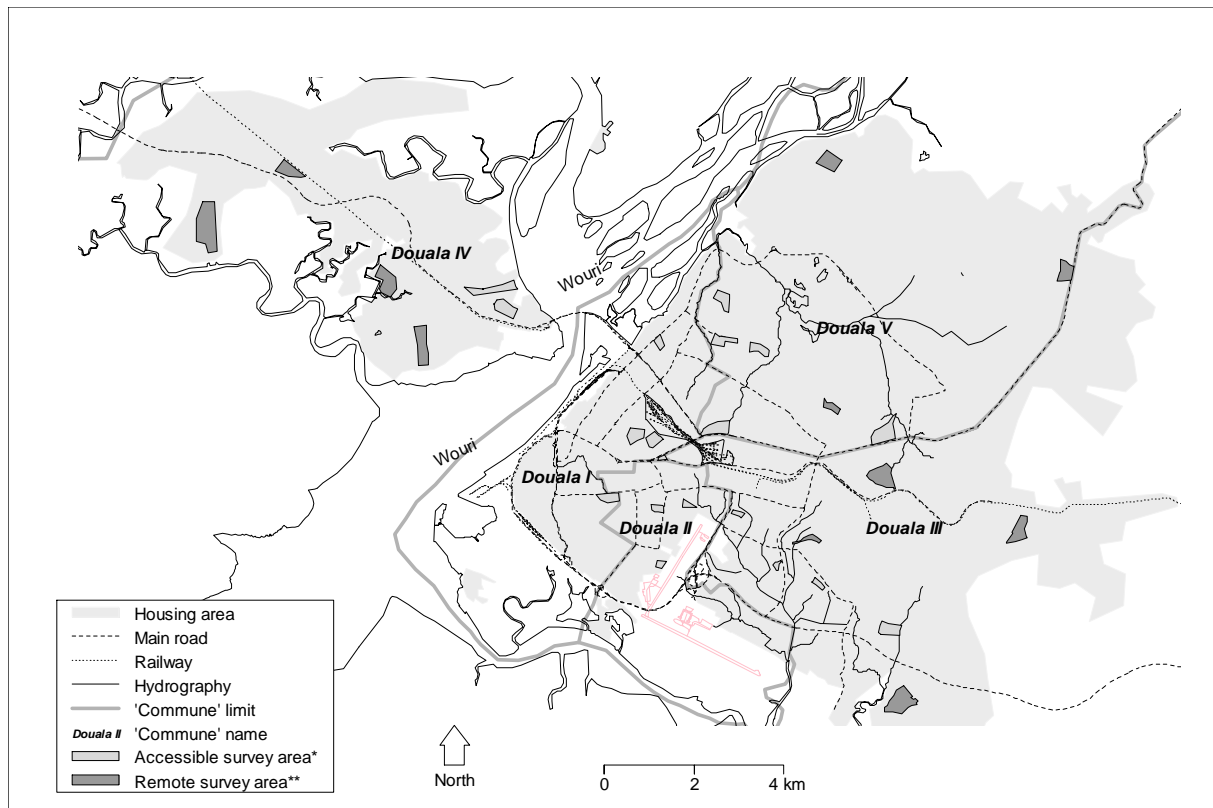 Douala IV
Wouri
Douala V
Wouri
Douala I
Douala II
Douala III
Housing area
Main road
Railway
Hydrography
'Commune' limit
Douala II 'Commune' name
Accessible survey area*
Remote survey area**
North
0 2 4 km